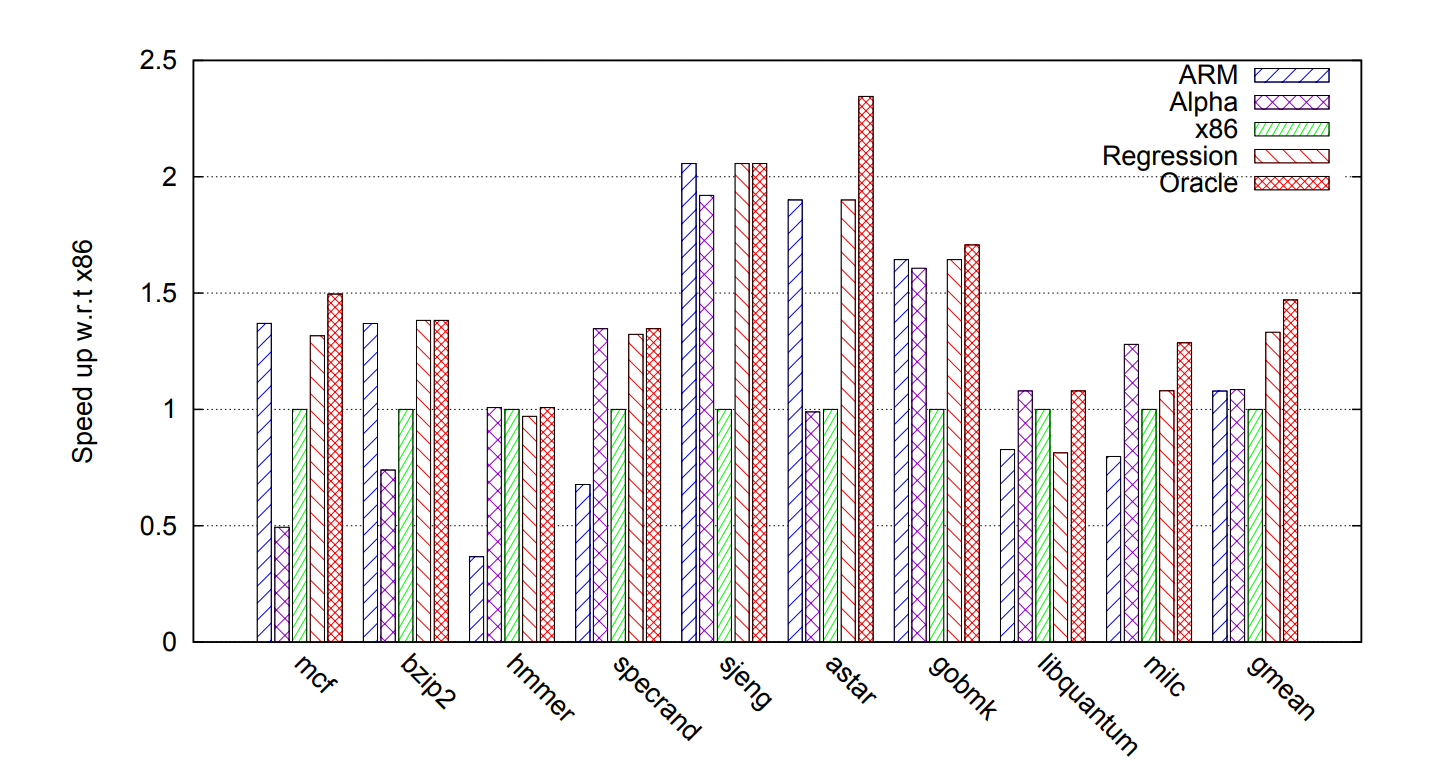 2.5
2
1.5
1
0.5
0
Speed up w.r.t x86
ARM
Alpha
x86
Regression
Oracle
mcf
bzip2
hmmer
specrand
sjeng
astar
gobmk
libquantum
milc
gmean